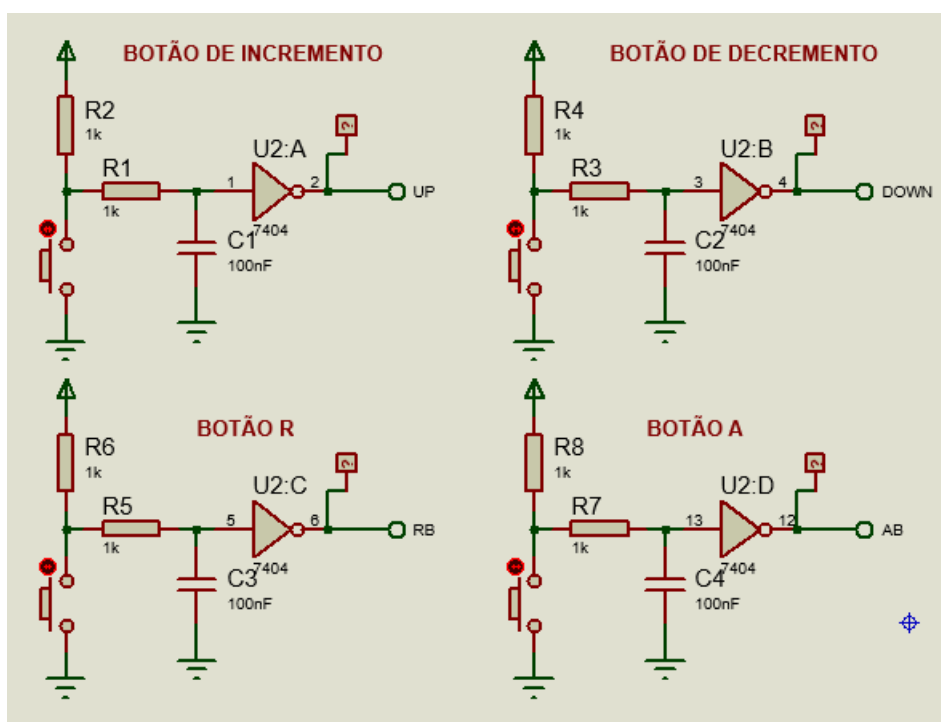 BOTÃO DE INCREMENTO
R2
1k
R1
1k
U2:A
1
2
7404
?
UP
C1
100nF
BOTÃO DE DECREMENTO
R4
1k
R3
1k
U2:B
3
4
7404
?
DOWN
C2
100nF
BOTÃO R
R6
1k
R5
1k
U2:C
5
6
7404
?
RB
C3
100nF
BOTÃO A
R8
1k
R7
1k
U2:D
13
12
7404
?
AB
C4
100nF